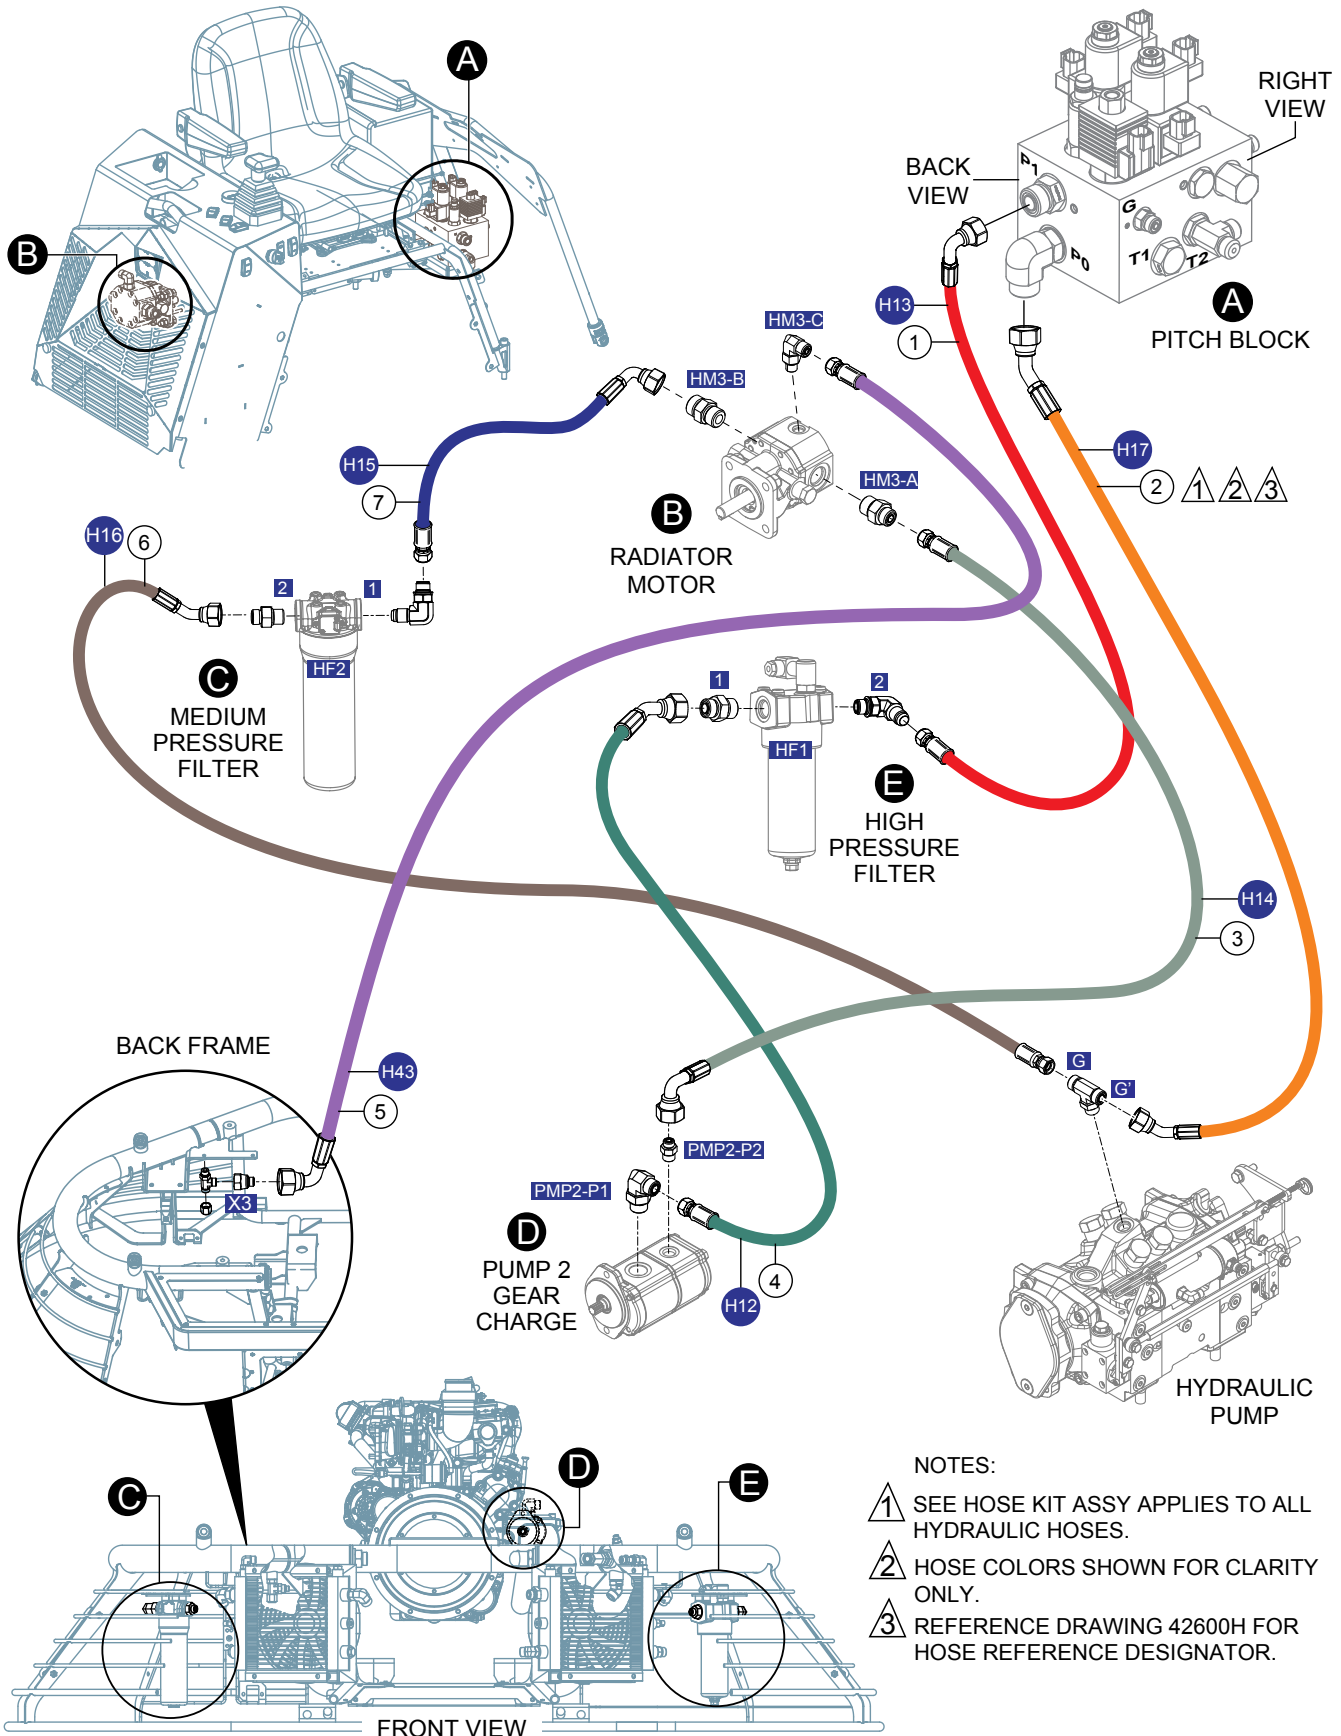 A
B
RIGHT
VIEW
BACK
VIEW
P1
G
P0
T1
T2
A
PITCH BLOCK
H13
1
HM3-C
HM3-B
HM3-A
H17
2 1 2 3
H15
7
B
RADIATOR
MOTOR
H16 6
2 1
HF2
C
MEDIUM
PRESSURE
FILTER
1 2
HF1
E
HIGH
PRESSURE
FILTER
H14
3
BACK FRAME
H43
5
X3
G
G'
PMP2-P2
PMP2-P1
D
PUMP 2
GEAR
CHARGE
4
H12
HYDRAULIC
PUMP
C
D
E
FRONT VIEW
NOTES:
1 SEE HOSE KIT ASSY APPLIES TO ALL
HYDRAULIC HOSES.
2 HOSE COLORS SHOWN FOR CLARITY
ONLY.
3 REFERENCE DRAWING 42600H FOR
HOSE REFERENCE DESIGNATOR.